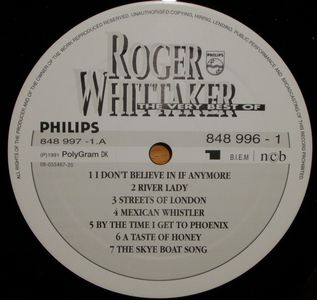 ALL RIGHTS OF THE PRODUCER AND OF THE OWNER OF THE WORK REPRODUCED RESERVED. UNAUTHORISED COPYING, HIRING, LENDING, PUBLIC PERFORMANCE AND BROADCASTING OF THIS RECORD PROHIBITED.
ROGER
PHILIPS
WHITTAKER
THE VERY BEST OF
PHILIPS
848 997 -1.A
848 996 - 1
(P)1991 PolyGram DK
B.I.E.M
ncb
1 I DON'T BELIEVE IN IF ANYMORE
2 RIVER LADY
3 STREETS OF LONDON
4 MEXICAN WHISTLER
5 BY THE TIME I GET TO PHOENIX
6 A TASTE OF HONEY
7 THE SKYE BOAT SONG